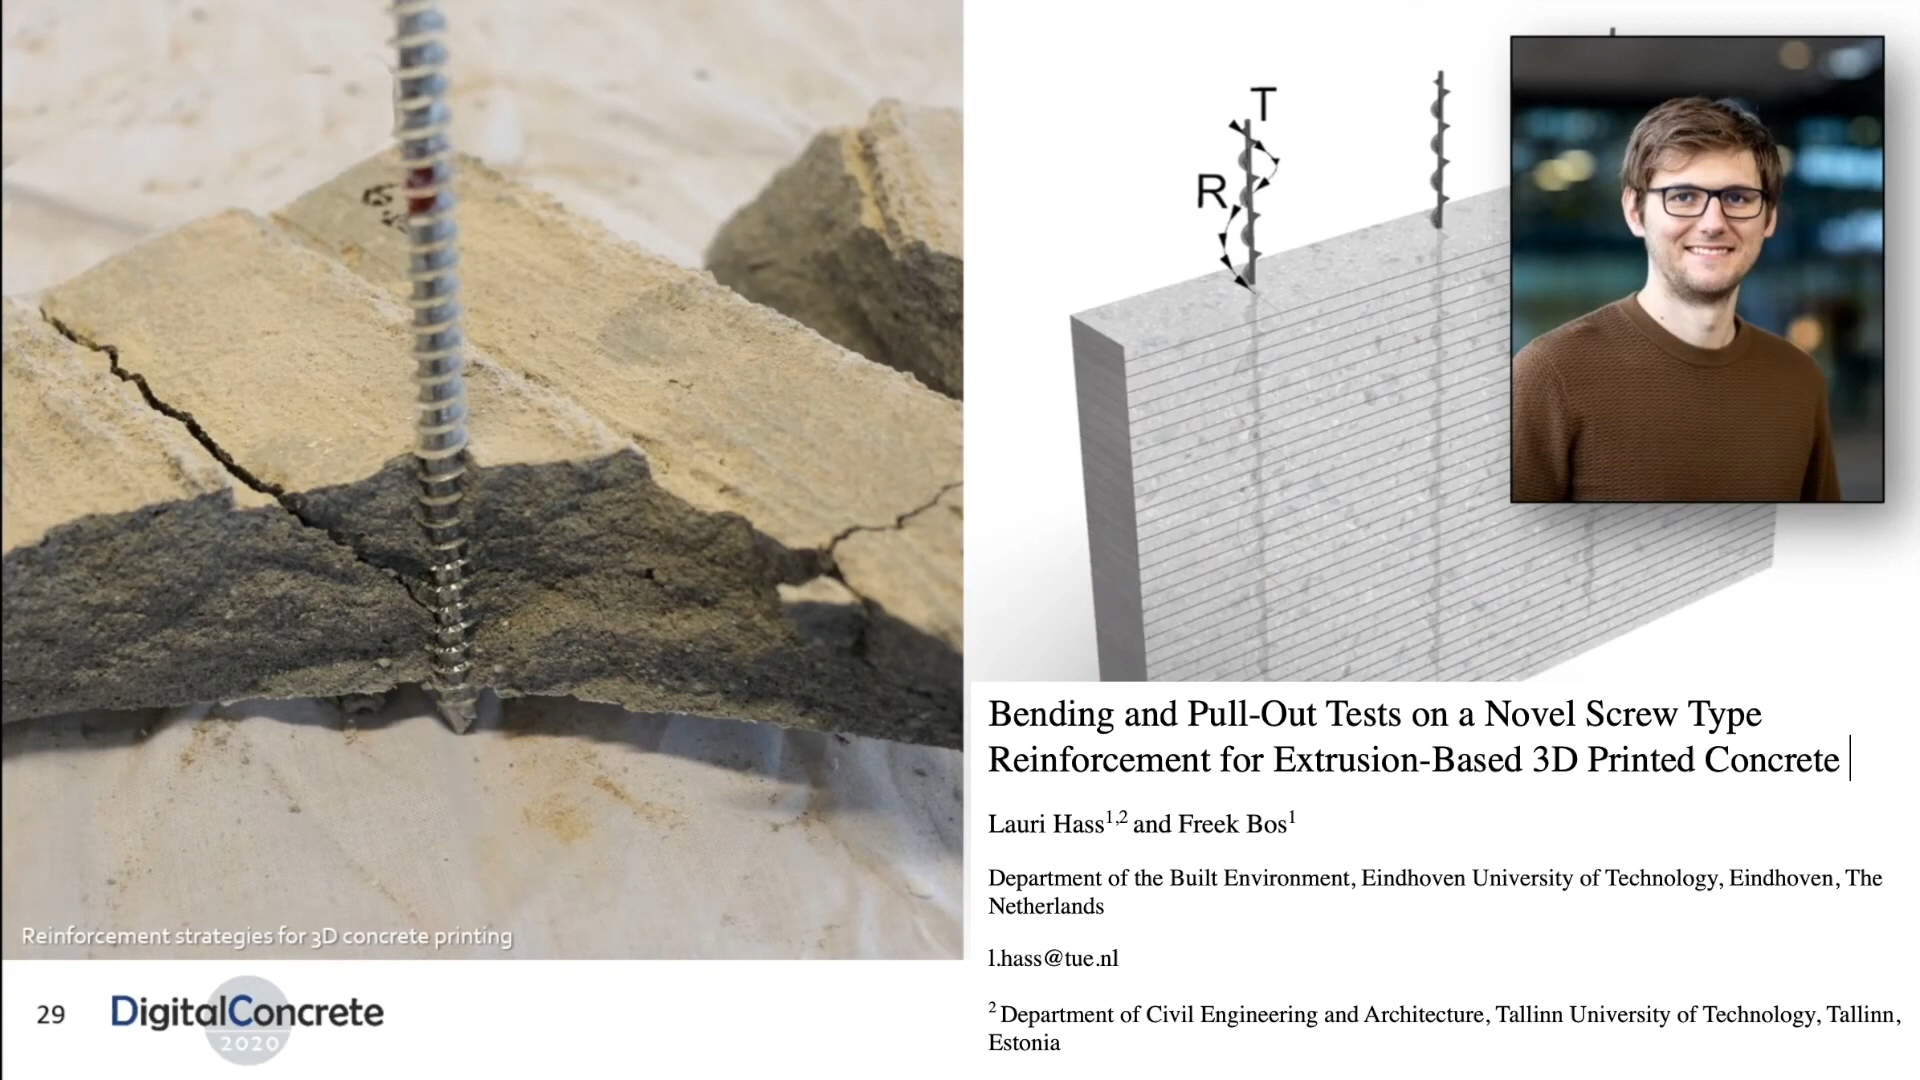 T
R
Bending and Pull-Out Tests on a Novel Screw Type
Reinforcement for Extrusion-Based 3D Printed Concrete
Lauri Hass1,2 and Freek Bos1
Department of the Built Environment, Eindhoven University of Technology, Eindhoven, The
Netherlands
l.hass@tue.nl
2 Department of Civil Engineering and Architecture, Tallinn University of Technology, Tallinn,
Estonia
Reinforcement strategies for 3D concrete printing
29
DigitalConcrete
2020